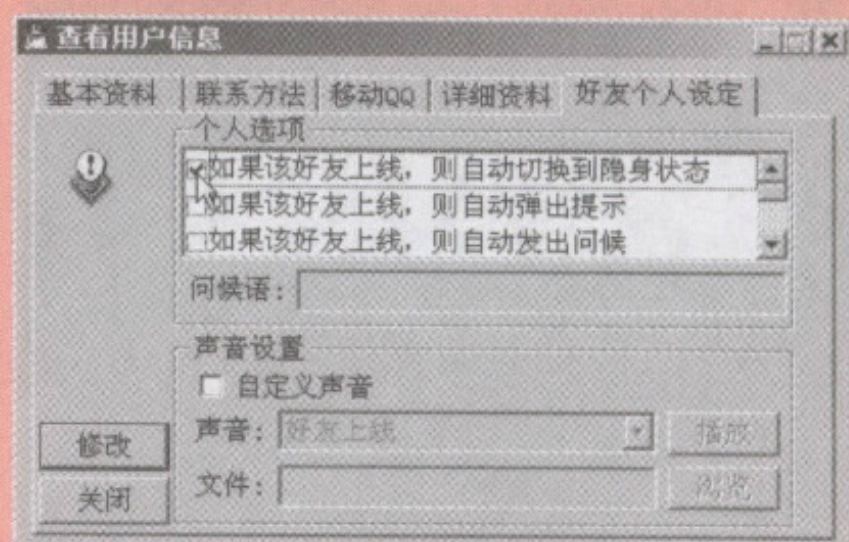 查看用户信息
基本资料 联系方法 移动QQ 详细资料 好友个人设定
个人选项
如果该好友上线，则自动切换到隐身状态
如果该好友上线，则自动弹出提示
如果该好友上线，则自动发出问候
问候语：
声音设置
自定义声音
声音：好友上线 播放
修改
文件： 浏览
关闭